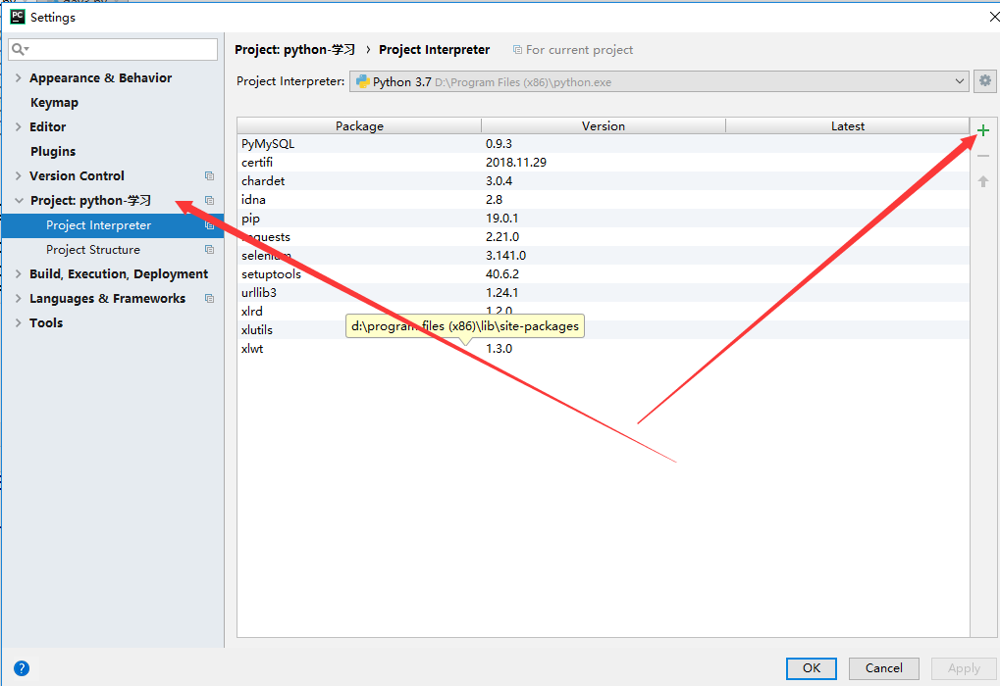 Settings
Project: python-学习 › Project Interpreter For current project
Project Interpreter: Python 3.7 D:\Program Files (x86)\python.exe
Appearance & Behavior
Keymap
Editor
Plugins
Version Control
Project: python-学习
Project Interpreter
Project Structure
Build, Execution, Deployment
Languages & Frameworks
Tools
Package Version Latest
PyMySQL 0.9.3
certifi 2018.11.29
chardet 3.0.4
idna 2.8
pip 19.0.1
requests 2.21.0
selenium 3.141.0
setuptools 40.6.2
urllib3 1.24.1
xlrd 1.2.0
xlutils
d:\program files (x86)\lib\site-packages
xlwt 1.3.0
OK Cancel Apply